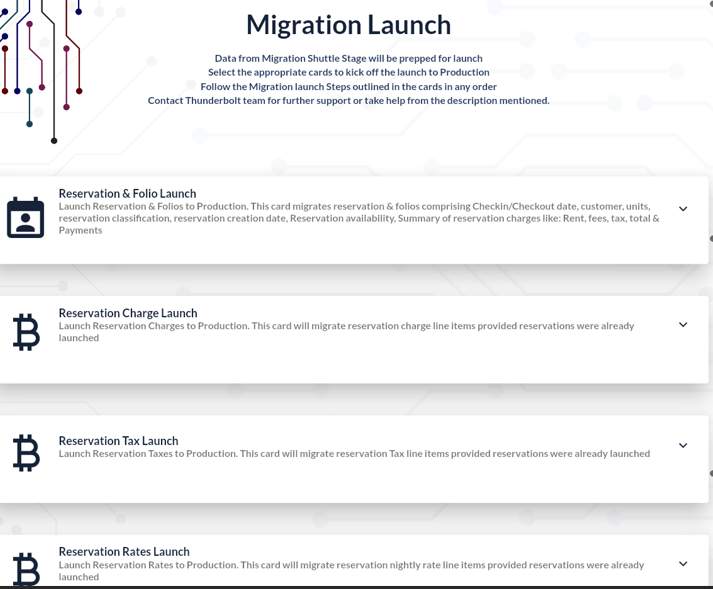 Migration Launch
Data from Migration Shuttle Stage will be prepped for launch
Select the appropriate cards to kick off the launch to Production
Follow the Migration launch Steps outlined in the cards in any order
Contact Thunderbolt team for further support or take help from the description mentioned.
Reservation & Folio Launch
Launch Reservation & Folios to Production. This card migrates reservation & folios comprising Checkin/Checkout date, customer, units,
reservation classification, reservation creation date, Reservation availability, Summary of reservation charges like: Rent, fees, tax, total &
Payments
Reservation Charge Launch
Launch Reservation Charges to Production. This card will migrate reservation charge line items provided reservations were already
launched
Reservation Tax Launch
Launch Reservation Taxes to Production. This card will migrate reservation Tax line items provided reservations were already launched
Reservation Rates Launch
Launch Reservation Rates to Production. This card will migrate reservation nightly rate line items provided reservations were already
launched